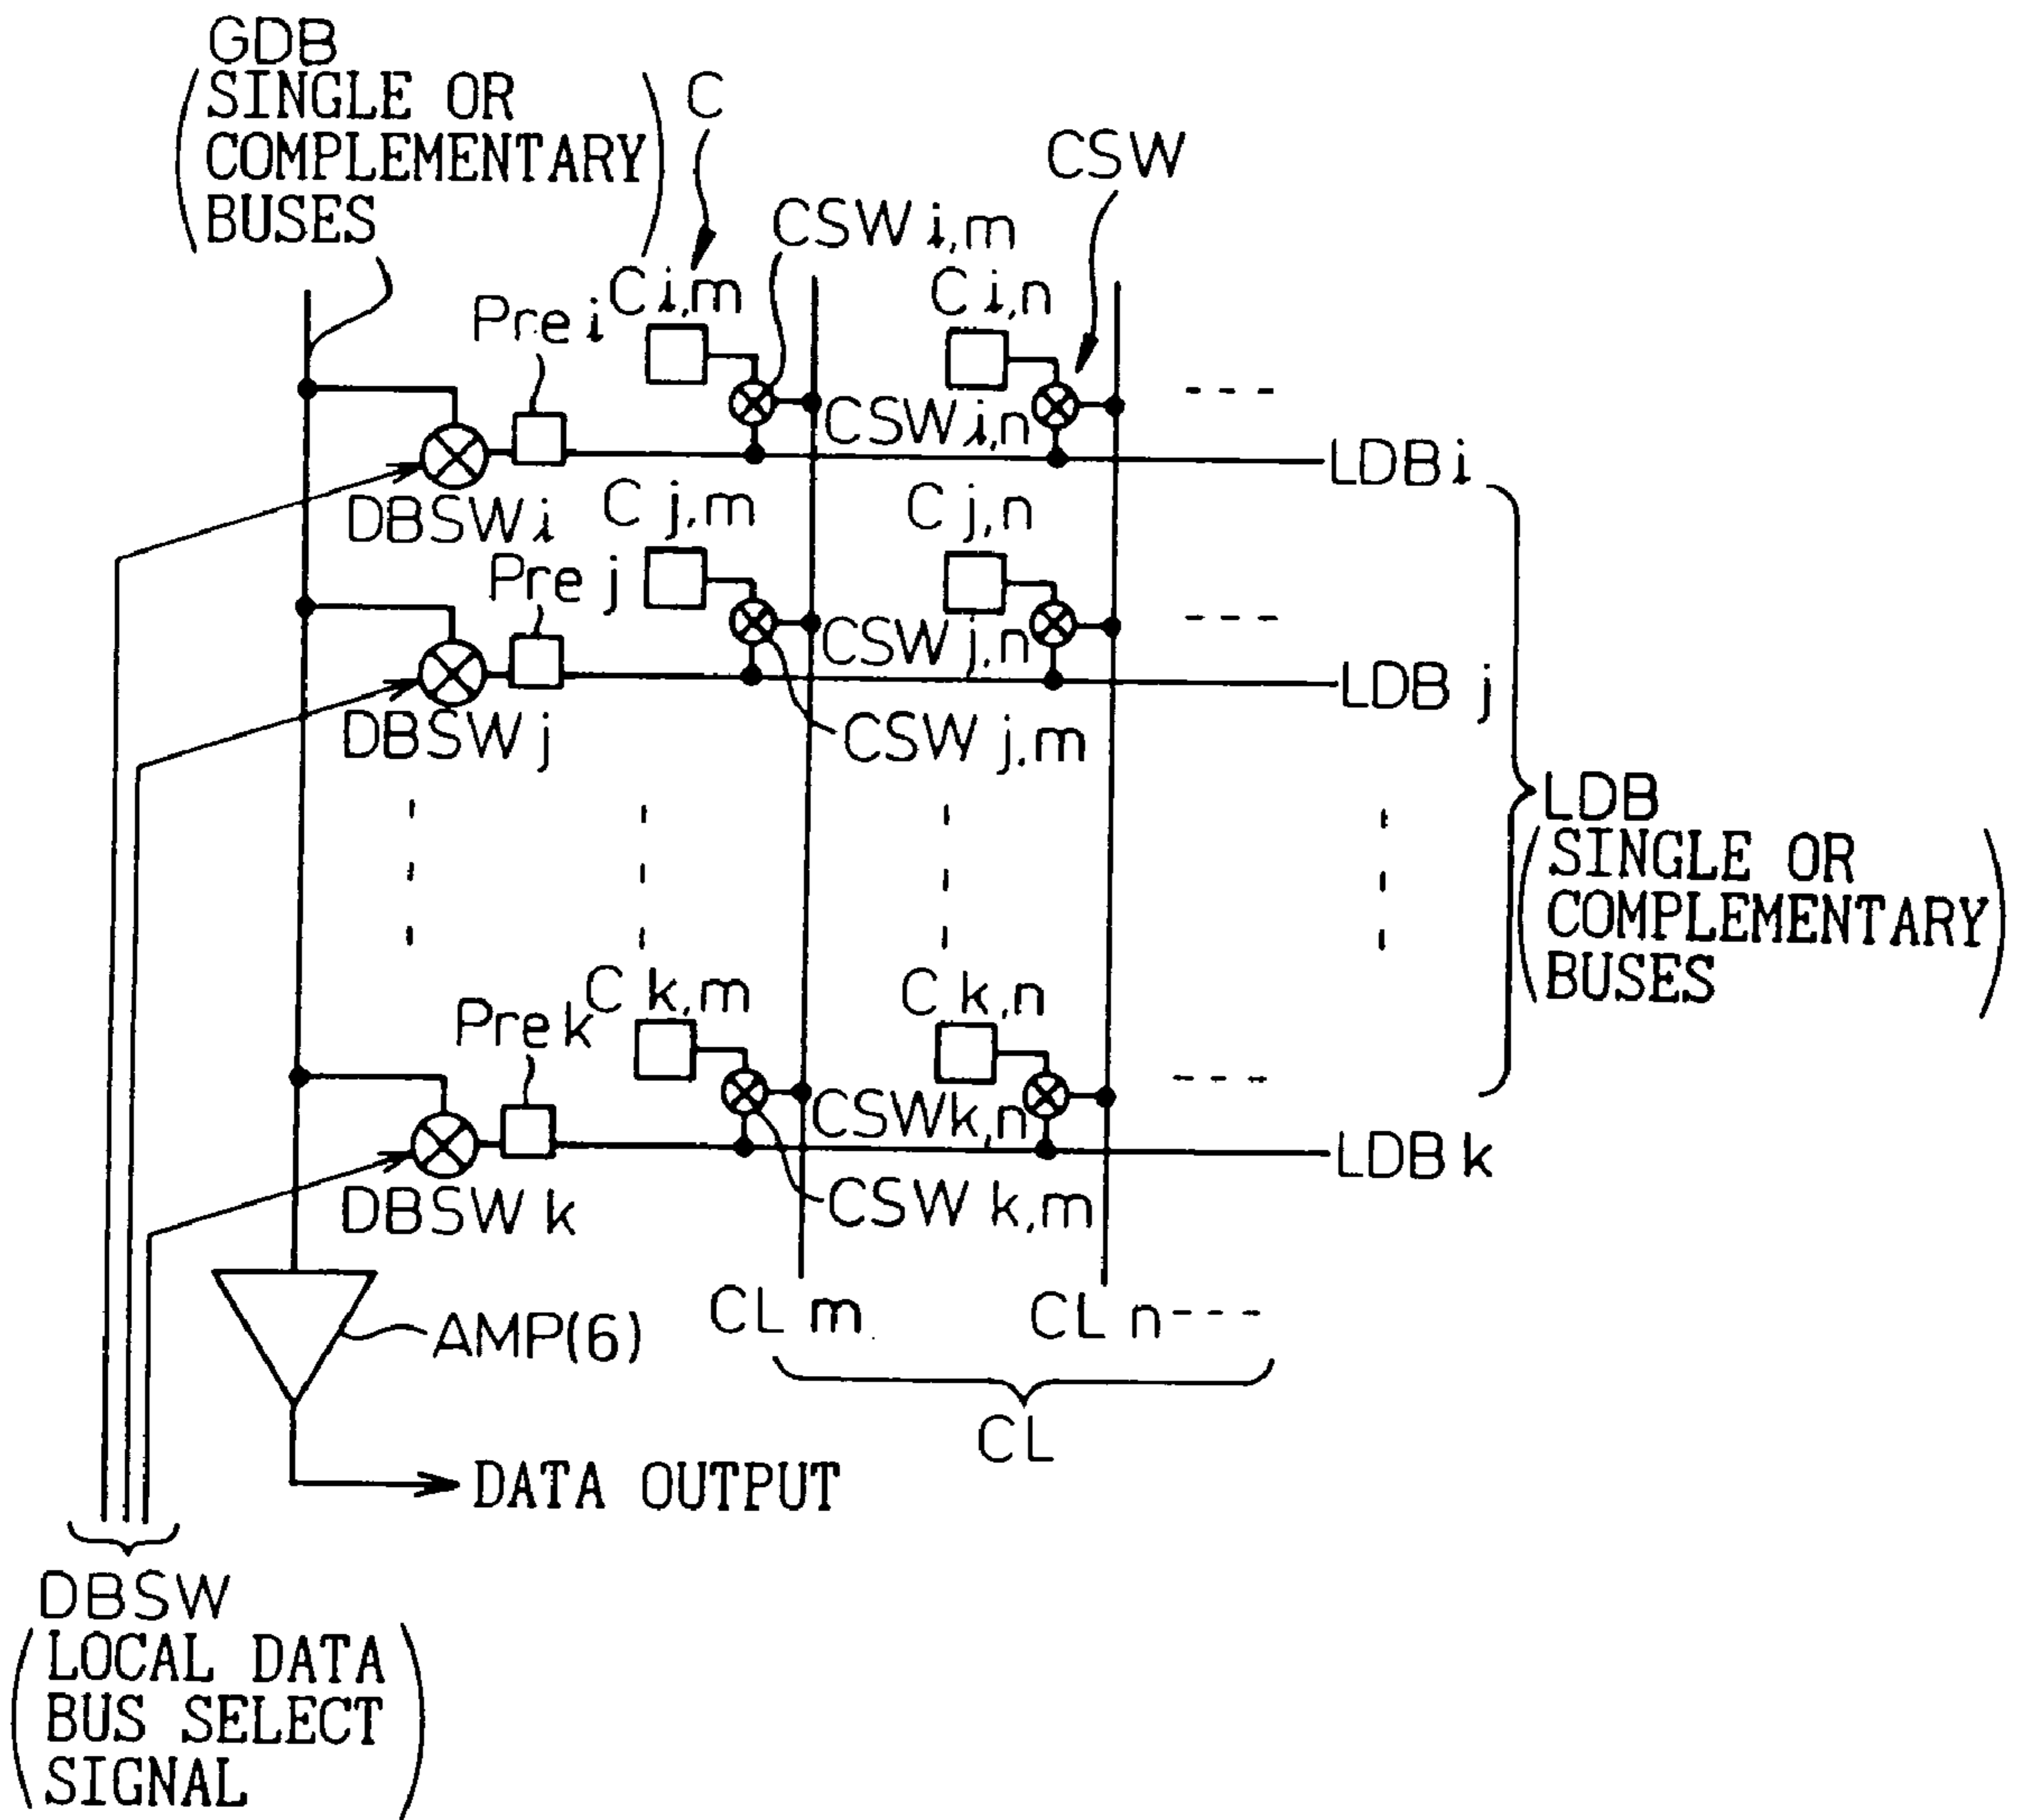 GDB
SINGLE OR
COMPLEMENTARY
BUSES
C
CSW
CSW i,m
C i,m
C i,n
Pre i
CSW i,n
LDB i
DBSW i
C j,m
C j,n
Pre j
CSW j,n
LDB j
DBSW j
CSW j,m
LDB
(SINGLE OR
COMPLEMENTARY
BUSES)
C k,m
C k,n
Pre k
CSW k,n
LDB k
DBSW k
CSW k,m
CL m
CL n
AMP(6)
CL
DATA OUTPUT
DBSW
(LOCAL DATA
BUS SELECT
SIGNAL)